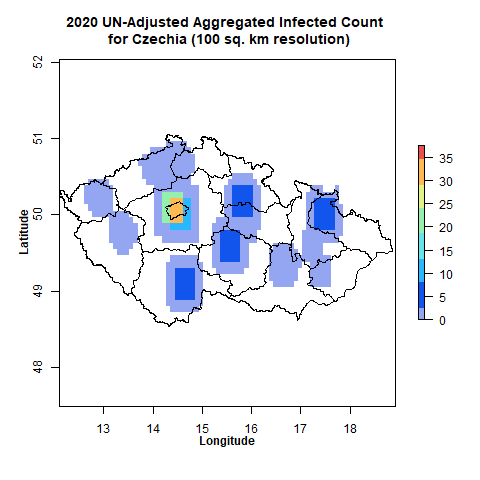 2020 UN-Adjusted Aggregated Infected Count
for Czechia (100 sq. km resolution)
52
51
50
49
48
Latitude
13 14 15 16 17 18
Longitude
35
30
25
20
15
10
5
0